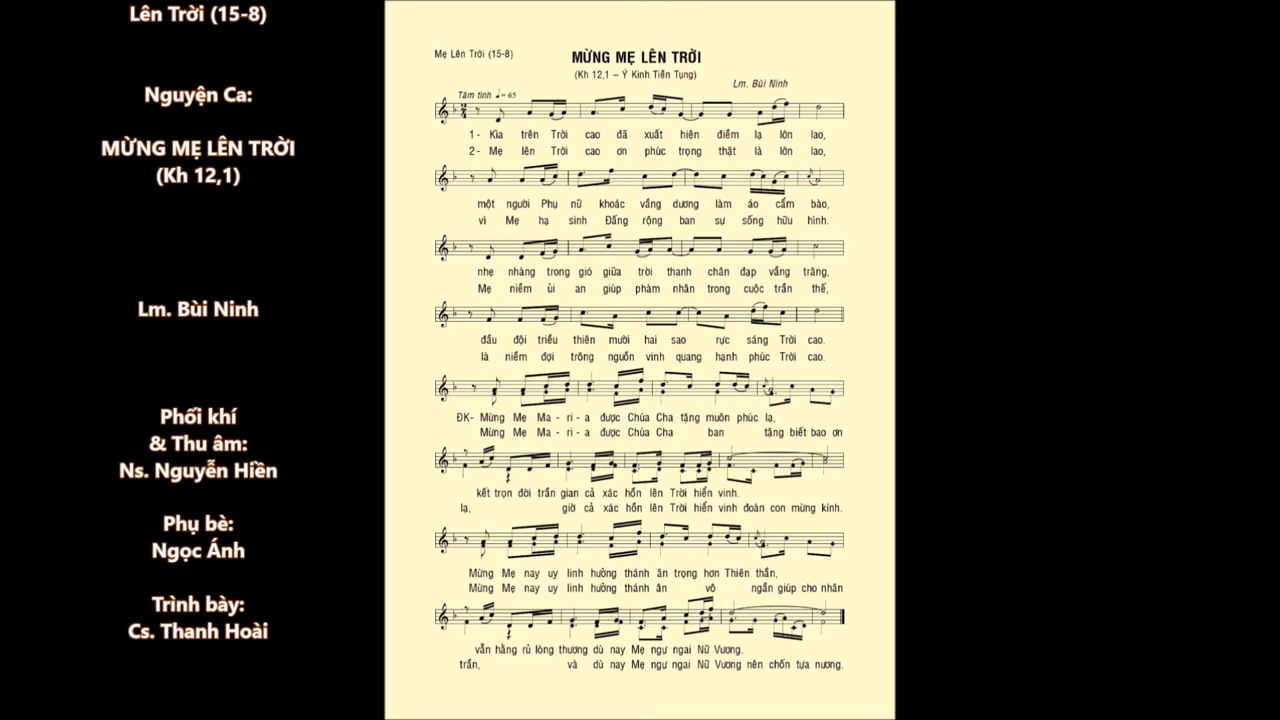 Lên Trời (15-8)
Nguyện Ca:
MỪNG MẸ LÊN TRỜI
(Kh 12,1)
Lm. Bùi Ninh
Phối khí
& Thu âm:
Ns. Nguyễn Hiền
Phụ bè:
Ngọc Ánh
Trình bày:
Cs. Thanh Hoài
Mẹ Lên Trời (15-8)
MỪNG MẸ LÊN TRỜI
(Kh 12,1 – Ý Kinh Tiền Tụng)
Lm. Bùi Ninh
Tâm tình ♩= 65
1- Kìa trên Trời cao đã xuất hiện điềm lạ lớn lao,
2- Mẹ lên Trời cao ơn phúc trọng thật là lớn lao,
một người Phụ nữ khoác vầng dương làm áo cẩm bào,
vì Mẹ hạ sinh Đấng rộng ban sự sống hữu hình.
nhẹ nhàng trong gió giữa trời thanh chân đạp vầng trăng,
Mẹ niềm ủi an giúp phàm nhân trong cuộc trần thế,
đầu đội triều thiên mười hai sao rực sáng Trời cao.
là niềm đợi trông nguồn vinh quang hạnh phúc Trời cao.
ĐK- Mừng Mẹ Ma - ri - a được Chúa Cha tặng muôn phúc lạ,
Mừng Mẹ Ma - ri - a được Chúa Cha ban tặng biết bao ơn
kết trọn đời trần gian cả xác hồn lên Trời hiển vinh.
lạ, giờ cả xác hồn lên Trời hiển vinh đoàn con mừng kính.
Mừng Mẹ nay uy linh hưởng thánh ân trọng hơn Thiên thần,
Mừng Mẹ nay uy linh hưởng thánh ân vô ngần giúp cho nhân
vẫn hằng rủ lòng thương dù nay Mẹ ngự ngai Nữ Vương.
trần, và dù nay Mẹ ngự ngai Nữ Vương nên chốn tựa nương.